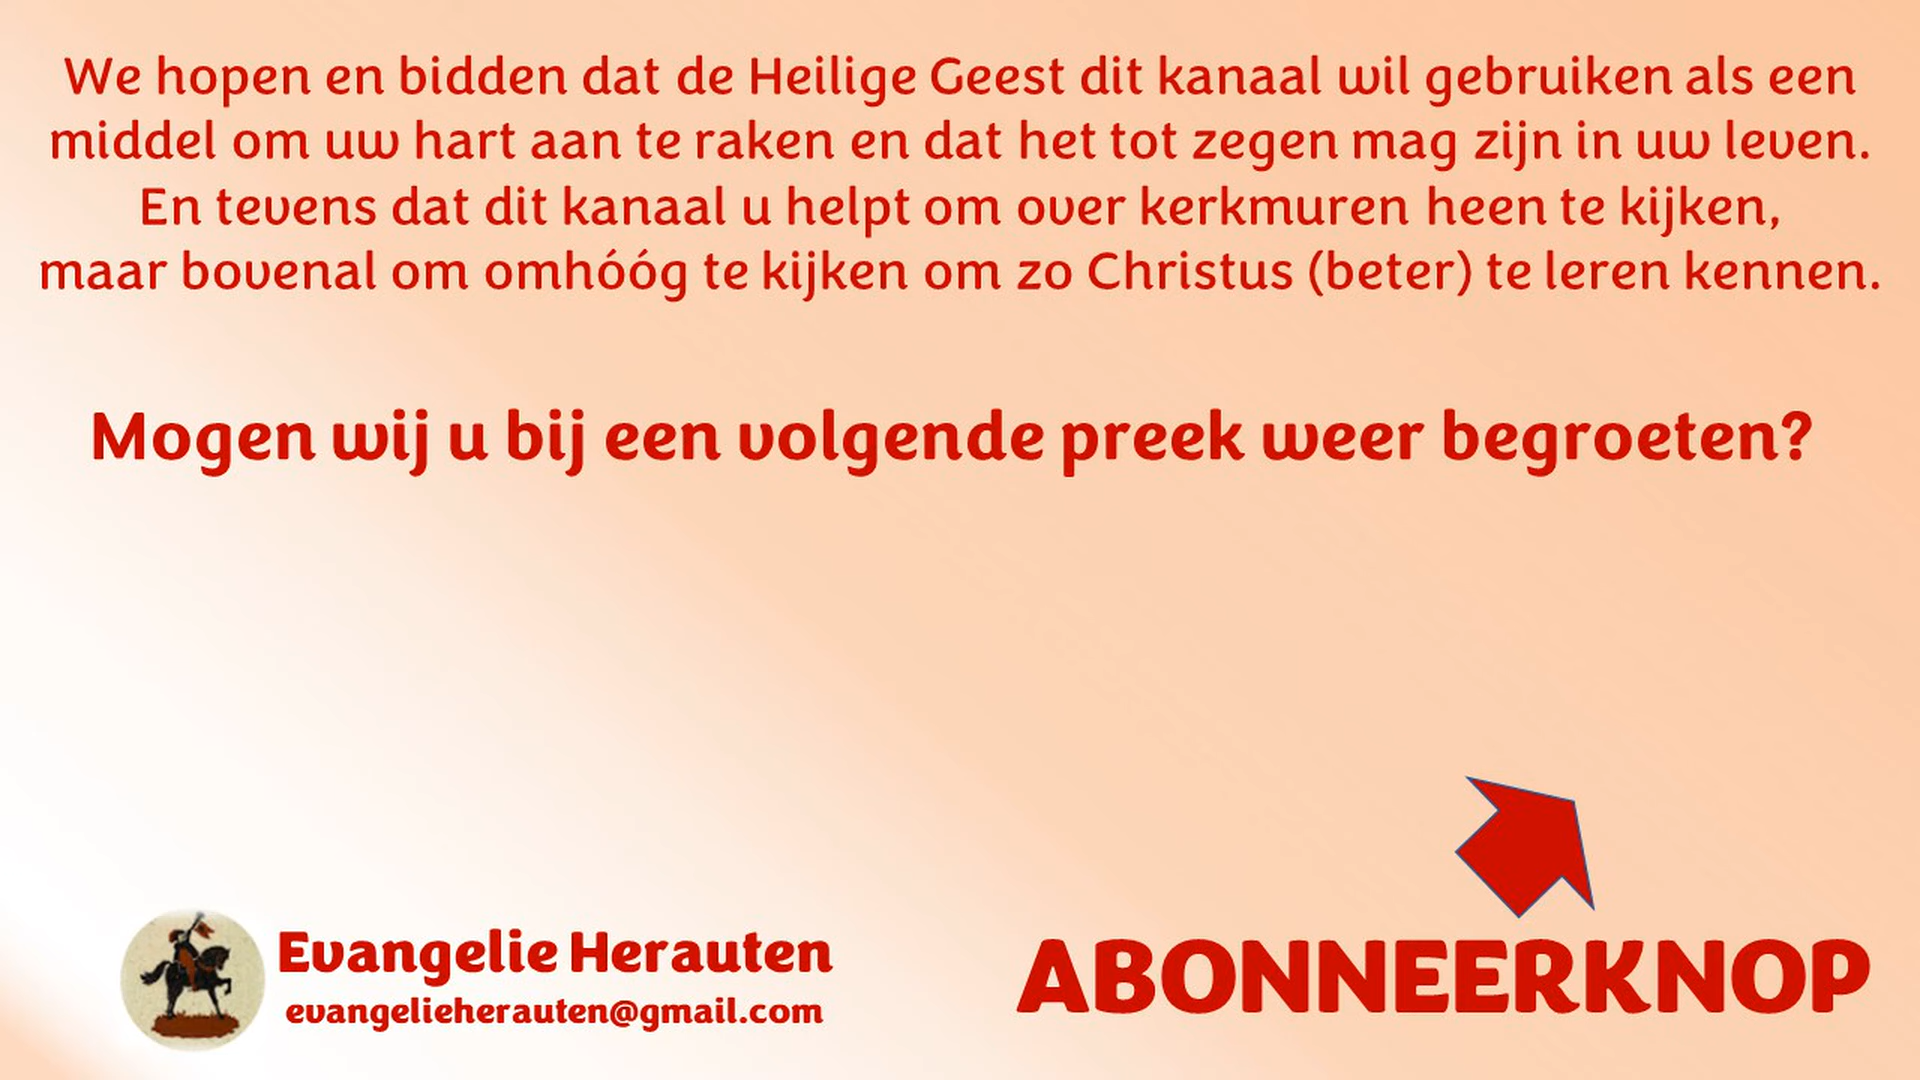 We hopen en bidden dat de Heilige Geest dit kanaal wil gebruiken als een
middel om uw hart aan te raken en dat het tot zegen mag zijn in uw leven.
En tevens dat dit kanaal u helpt om over kerkmuren heen te kijken,
maar bovenal om omhóóg te kijken om zo Christus (beter) te leren kennen.
Mogen wij u bij een volgende preek weer begroeten?
Evangelie Herauten
evangelieherauten@gmail.com
ABONNEERKNOP